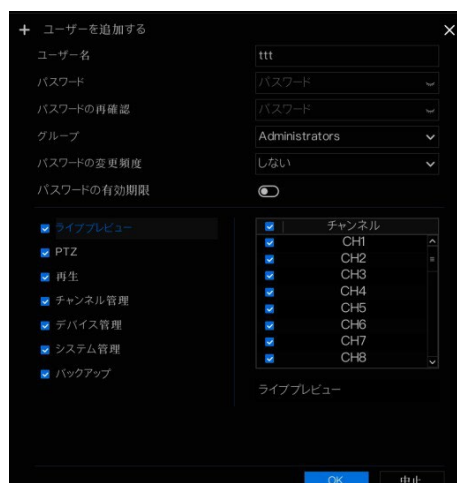 + ユーザーを追加する ×
ユーザー名 ttt
パスワード パスワード
パスワードの再確認 パスワード
グループ Administrators
パスワードの変更頻度 しない
パスワードの有効期限
ライブプレビュー
PTZ
再生
チャンネル管理
デバイス管理
システム管理
バックアップ
チャンネル
CH1
CH2
CH3
CH4
CH5
CH6
CH7
CH8
ライブプレビュー
OK 中止